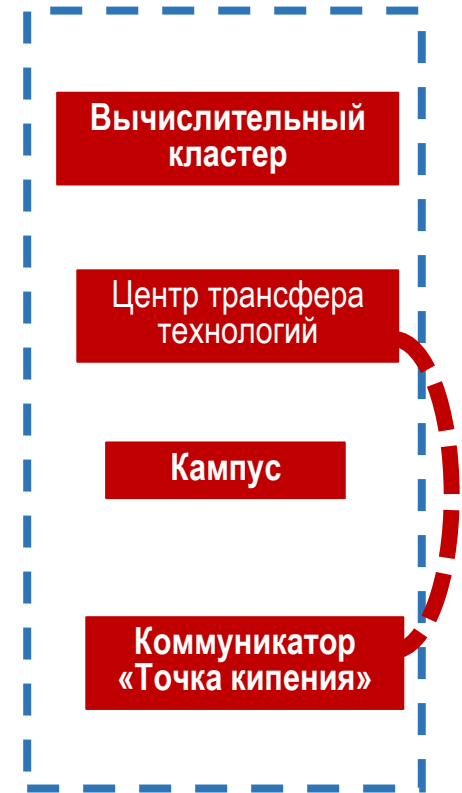 Вычислительный
кластер
Центр трансфера
технологий
Кампус
Коммуникатор
«Точка кипения»